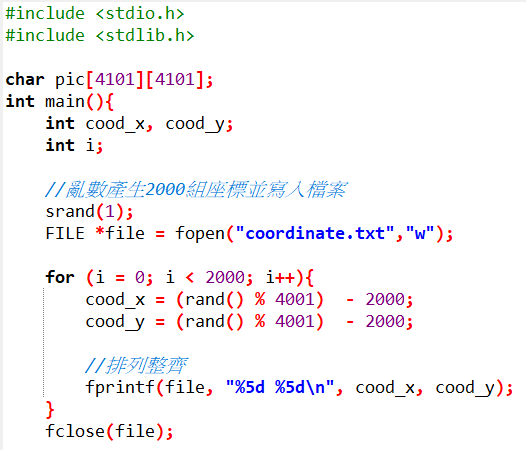 #include <stdio.h>
#include <stdlib.h>
char pic[4101][4101];
int main(){
int cood_x, cood_y;
int i;
//亂數產生2000組座標並寫入檔案
srand(1);
FILE *file = fopen("coordinate.txt","w");
for (i = 0; i < 2000; i++){
cood_x = (rand() % 4001)  - 2000;
cood_y = (rand() % 4001)  - 2000;
//排列整齊
fprintf(file, "%5d %5d\n", cood_x, cood_y);
}
fclose(file);